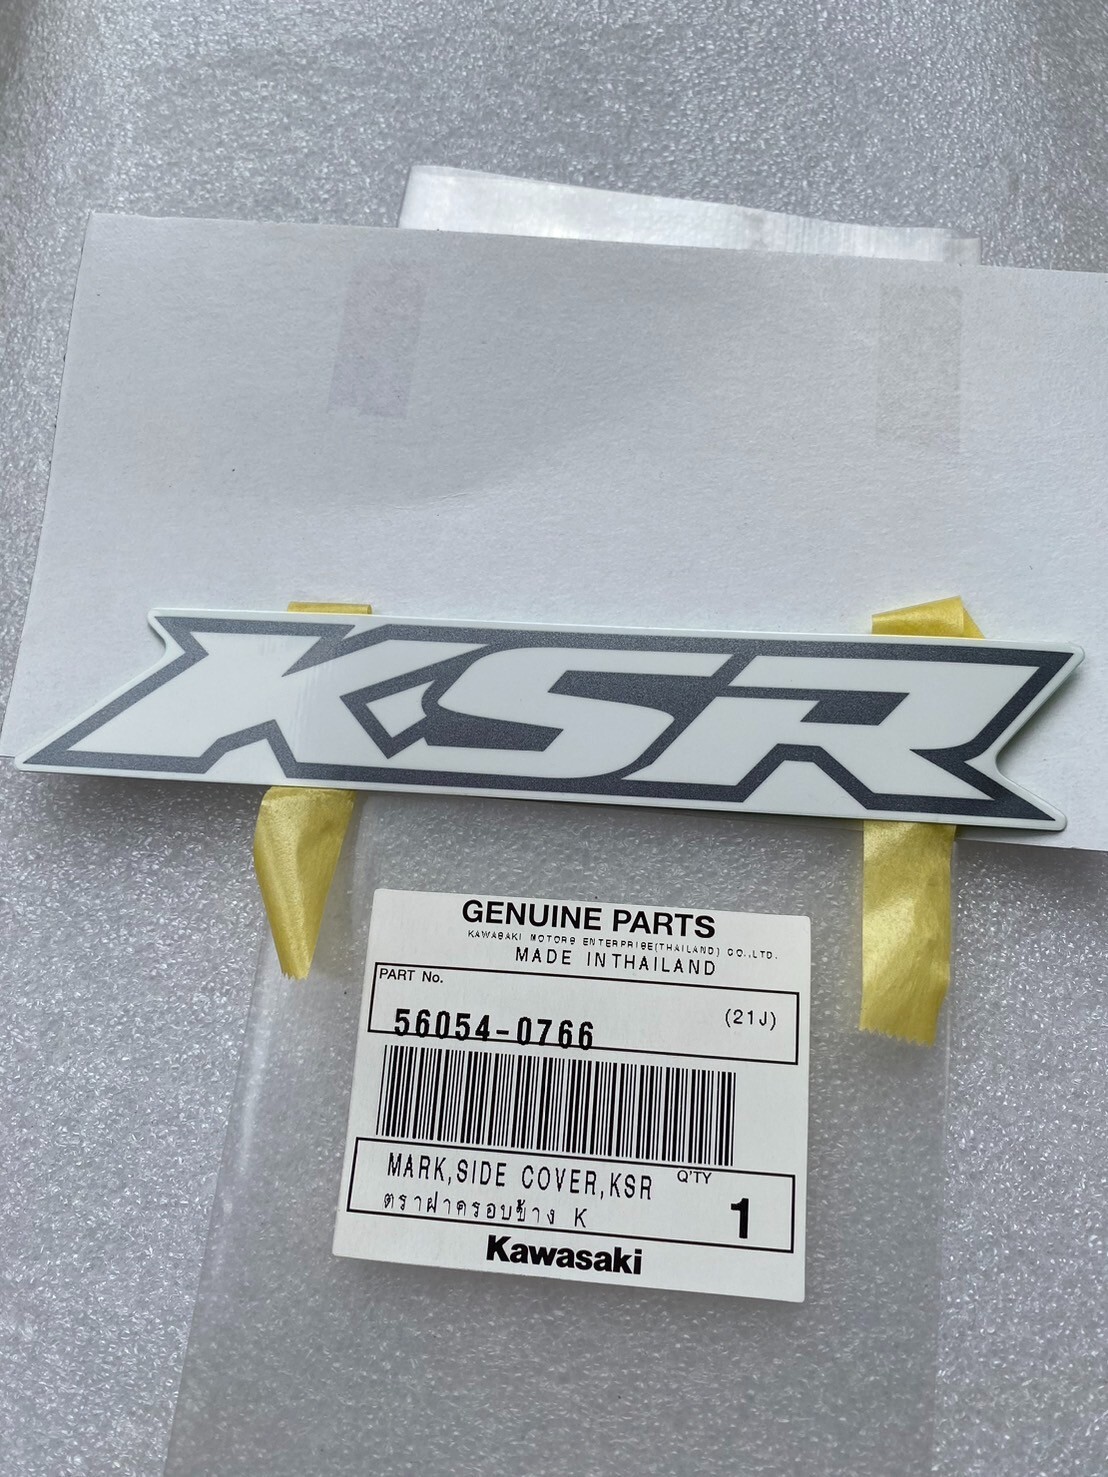 KSR
GENUINE PARTS
KAWASAKI MOTORS ENTERPRISE(THAILAND) CO.,LTD.
MADE INTHAILAND
PART No.
56054-0766
(21J)
MARK,SIDE COVER,KSR
Q'TY
ตราฝาครอบข้าง K
1
Kawasaki